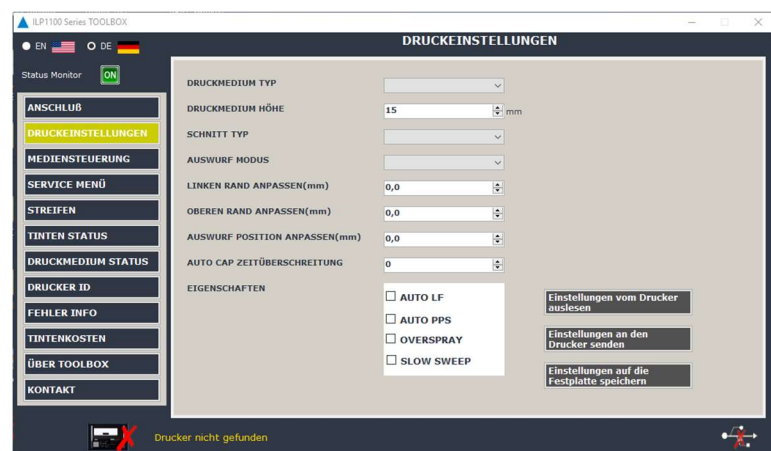 ILP1100 Series TOOLBOX
EN
DE
DRUCKEINSTELLUNGEN
Status Monitor
ON
ANSCHLUß
DRUCKEINSTELLUNGEN
MEDIENSTEUERUNG
SERVICE MENÜ
STREIFEN
TINTEN STATUS
DRUCKMEDIUM STATUS
DRUCKER ID
FEHLER INFO
TINTENKOSTEN
ÜBER TOOLBOX
KONTAKT
DRUCKMEDIUM TYP
DRUCKMEDIUM HÖHE
15
mm
SCHNITT TYP
AUSWURF MODUS
LINKEN RAND ANPASSEN(mm)
0,0
OBEREN RAND ANPASSEN(mm)
0,0
AUSWURF POSITION ANPASSEN(mm)
0,0
AUTO CAP ZEITÜBERSCHREITUNG
0
EIGENSCHAFTEN
AUTO LF
AUTO PPS
OVERSPRAY
SLOW SWEEP
Einstellungen vom Drucker
auslesen
Einstellungen an den
Drucker senden
Einstellungen auf die
Festplatte speichern
Drucker nicht gefunden